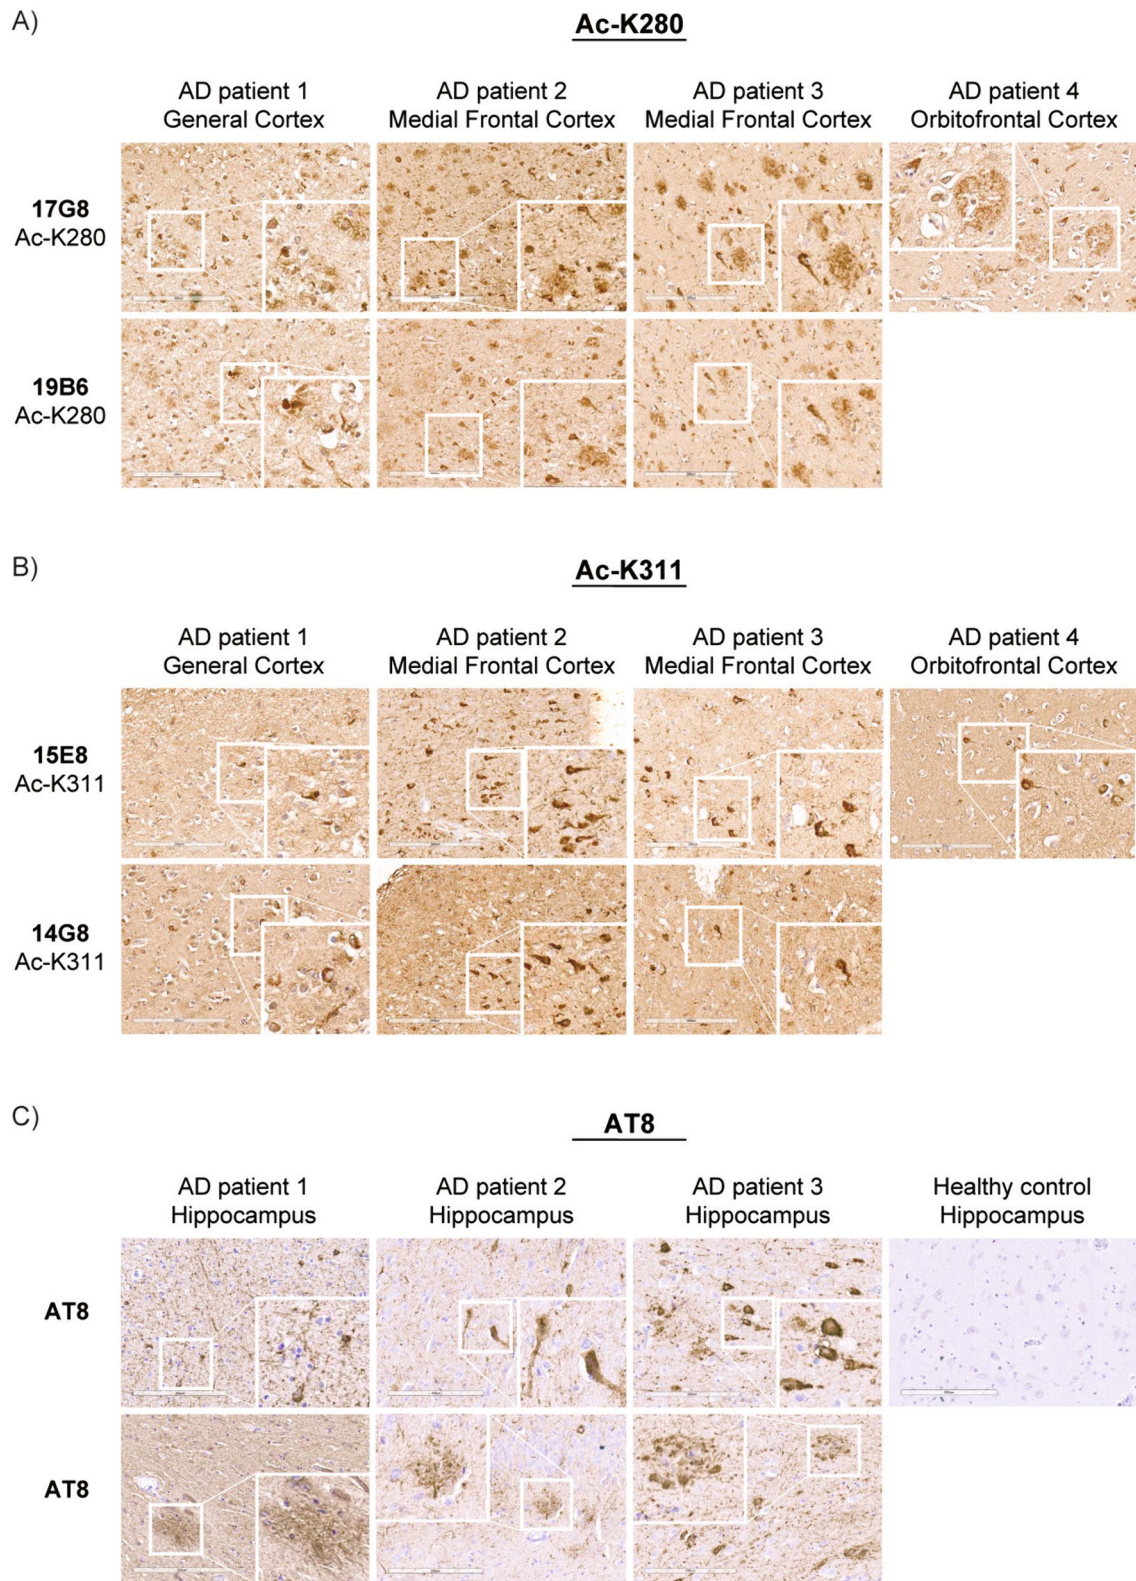 A)
Ac-K280
AD patient 1
General Cortex
AD patient 2
Medial Frontal Cortex
AD patient 3
Medial Frontal Cortex
AD patient 4
Orbitofrontal Cortex
17G8
Ac-K280
19B6
Ac-K280
B)
Ac-K311
AD patient 1
General Cortex
AD patient 2
Medial Frontal Cortex
AD patient 3
Medial Frontal Cortex
AD patient 4
Orbitofrontal Cortex
15E8
Ac-K311
14G8
Ac-K311
C)
AT8
AD patient 1
Hippocampus
AD patient 2
Hippocampus
AD patient 3
Hippocampus
Healthy control
Hippocampus
AT8
AT8